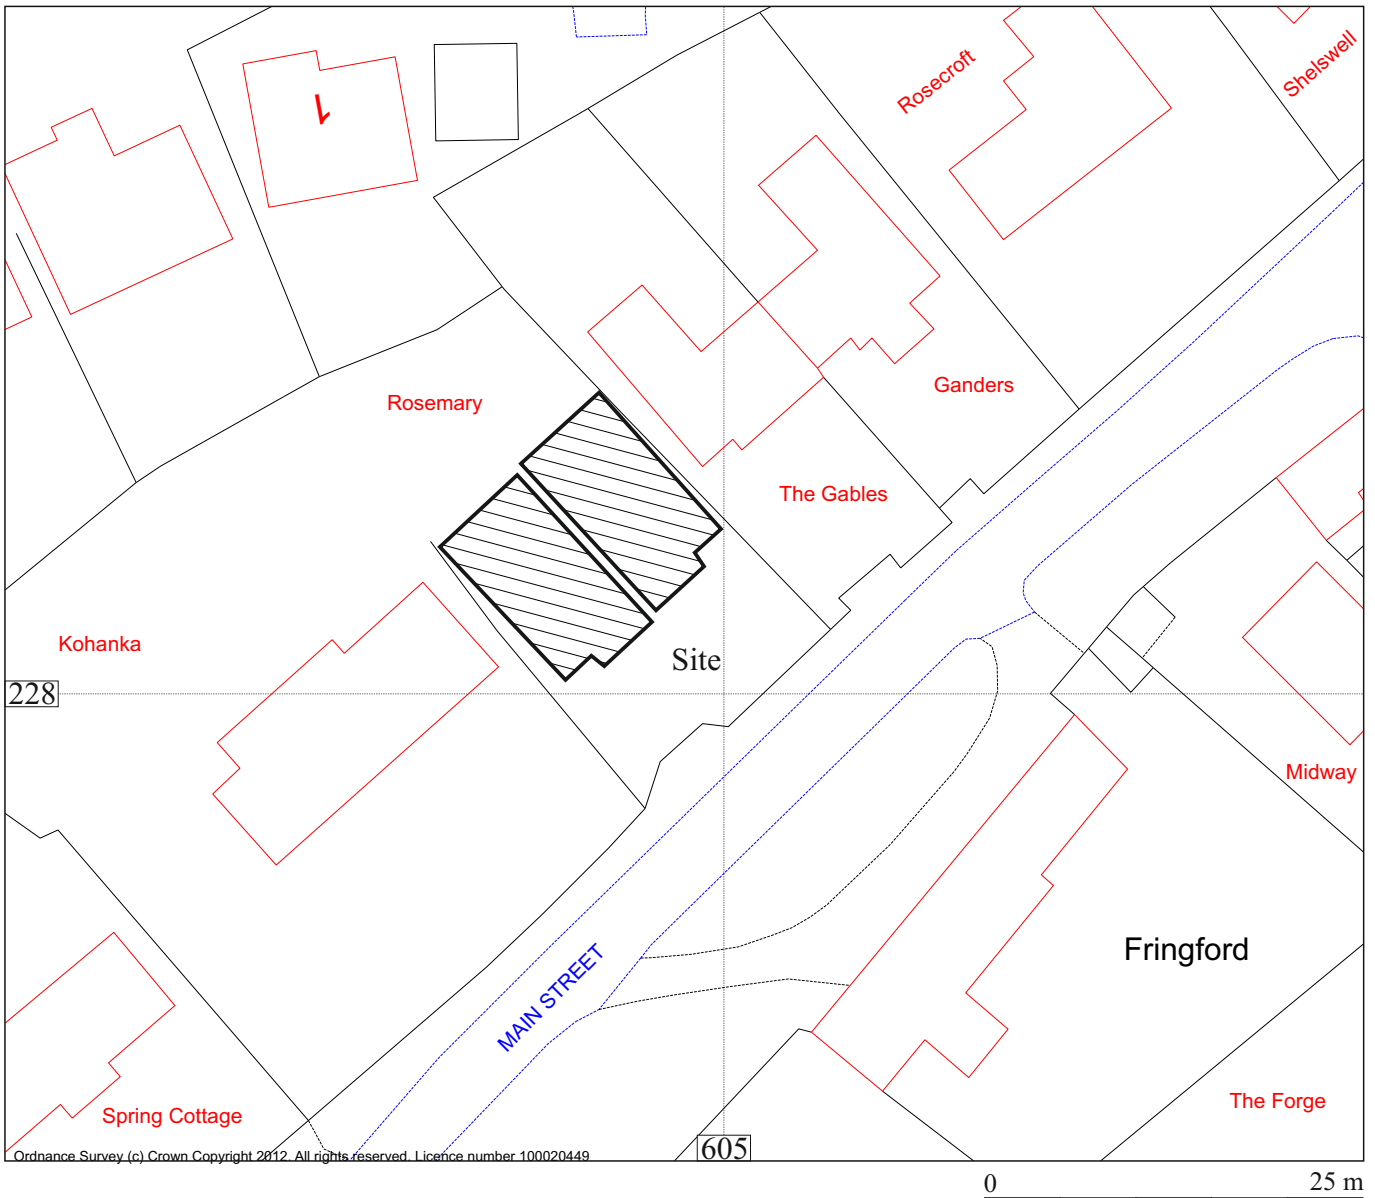 Shelswell
Rosecroft
1
Ganders
Rosemary
The Gables
Kohanka
Site
228
Midway
Fringford
MAIN STREET
The Forge
Spring Cottage
605
Ordnance Survey (c) Crown Copyright 2012. All rights reserved. Licence number 100020449
0 25 m